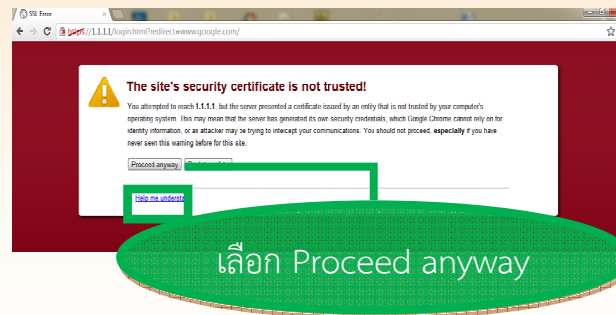 SSL Error
https://1.1.1.1/login.html?redirect=www.google.com/
The site's security certificate is not trusted!
You attempted to reach 1.1.1.1, but the server presented a certificate issued by an entity that is not trusted by your computer's
operating system. This may mean that the server has generated its own security credentials, which Google Chrome cannot rely on for
identity information, or an attacker may be trying to intercept your communications. You should not proceed, especially if you have
never seen this warning before for this site.
Proceed anyway
Help me understa
เลือก Proceed anyway